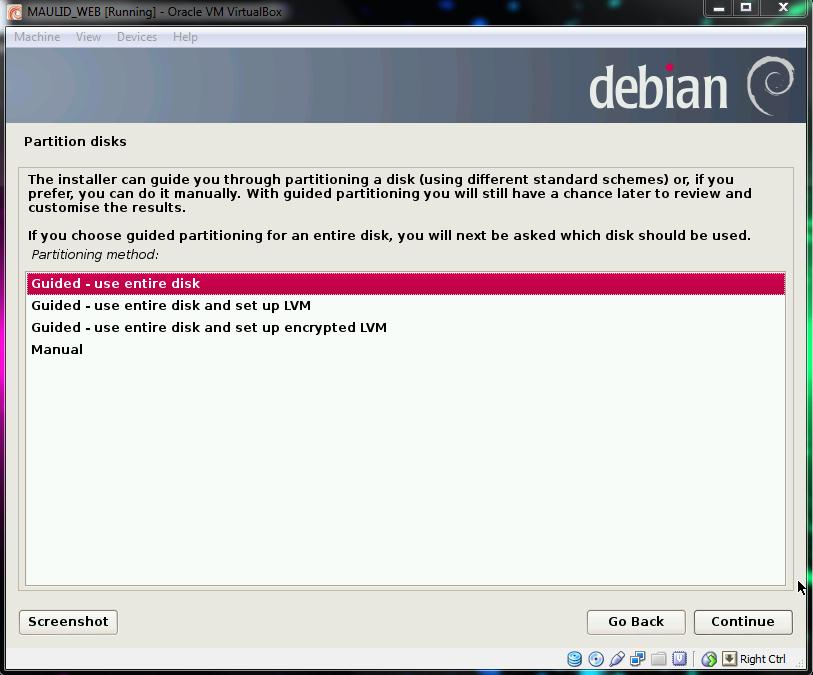 MAULID_WEB [Running] - Oracle VM VirtualBox
Machine View Devices Help
debian
Partition disks
The installer can guide you through partitioning a disk (using different standard schemes) or, if you
prefer, you can do it manually. With guided partitioning you will still have a chance later to review and
customise the results.
If you choose guided partitioning for an entire disk, you will next be asked which disk should be used.
Partitioning method:
Guided - use entire disk
Guided - use entire disk and set up LVM
Guided - use entire disk and set up encrypted LVM
Manual
Screenshot Go Back Continue
Right Ctrl